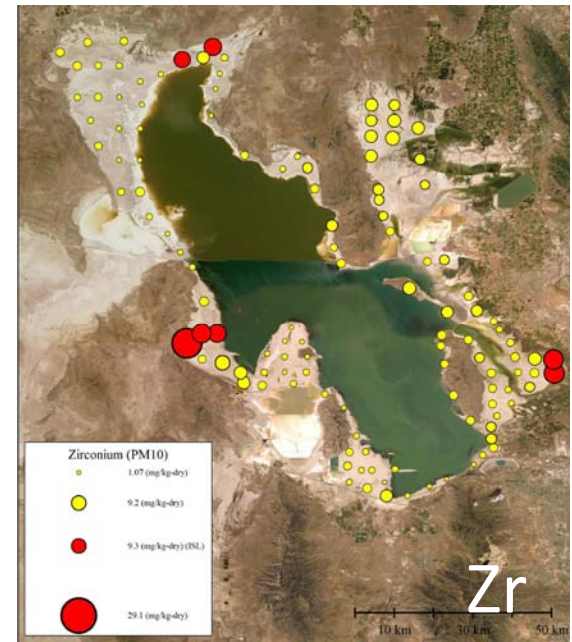 Zirconium (PM10)
1.07 (mg/kg-dry)
9.2 (mg/kg-dry)
9.3 (mg/kg-dry) (ISL)
29.1 (mg/kg-dry)
Zr
10 km 30 km 50 km